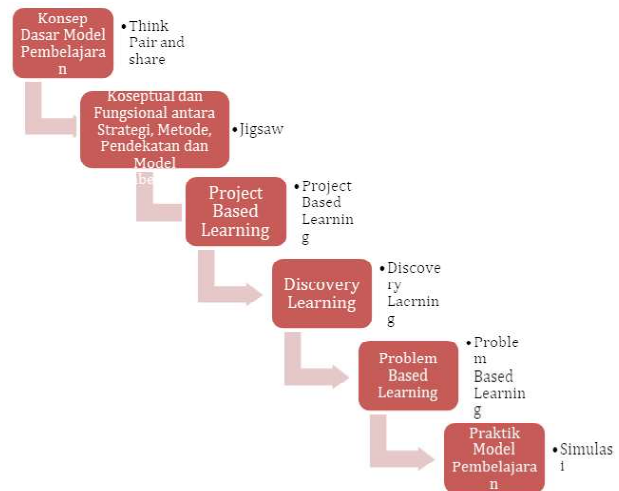 Konsep
Dasar Model
Pembelajara
n
•Think
Pair and
share
Koseptual dan
Fungsional antara
Strategi, Metode,
Pendekatan dan
Model
•Jigsaw
Project
Based
Learning
•Project
Based
Learnin
g
Discovery
Learning
•Discove
ry
Laernin
g
Problem
Based
Learning
•Proble
m
Based
Learnin
g
Praktik
Model
Pembelajara
n
•Simulas
i